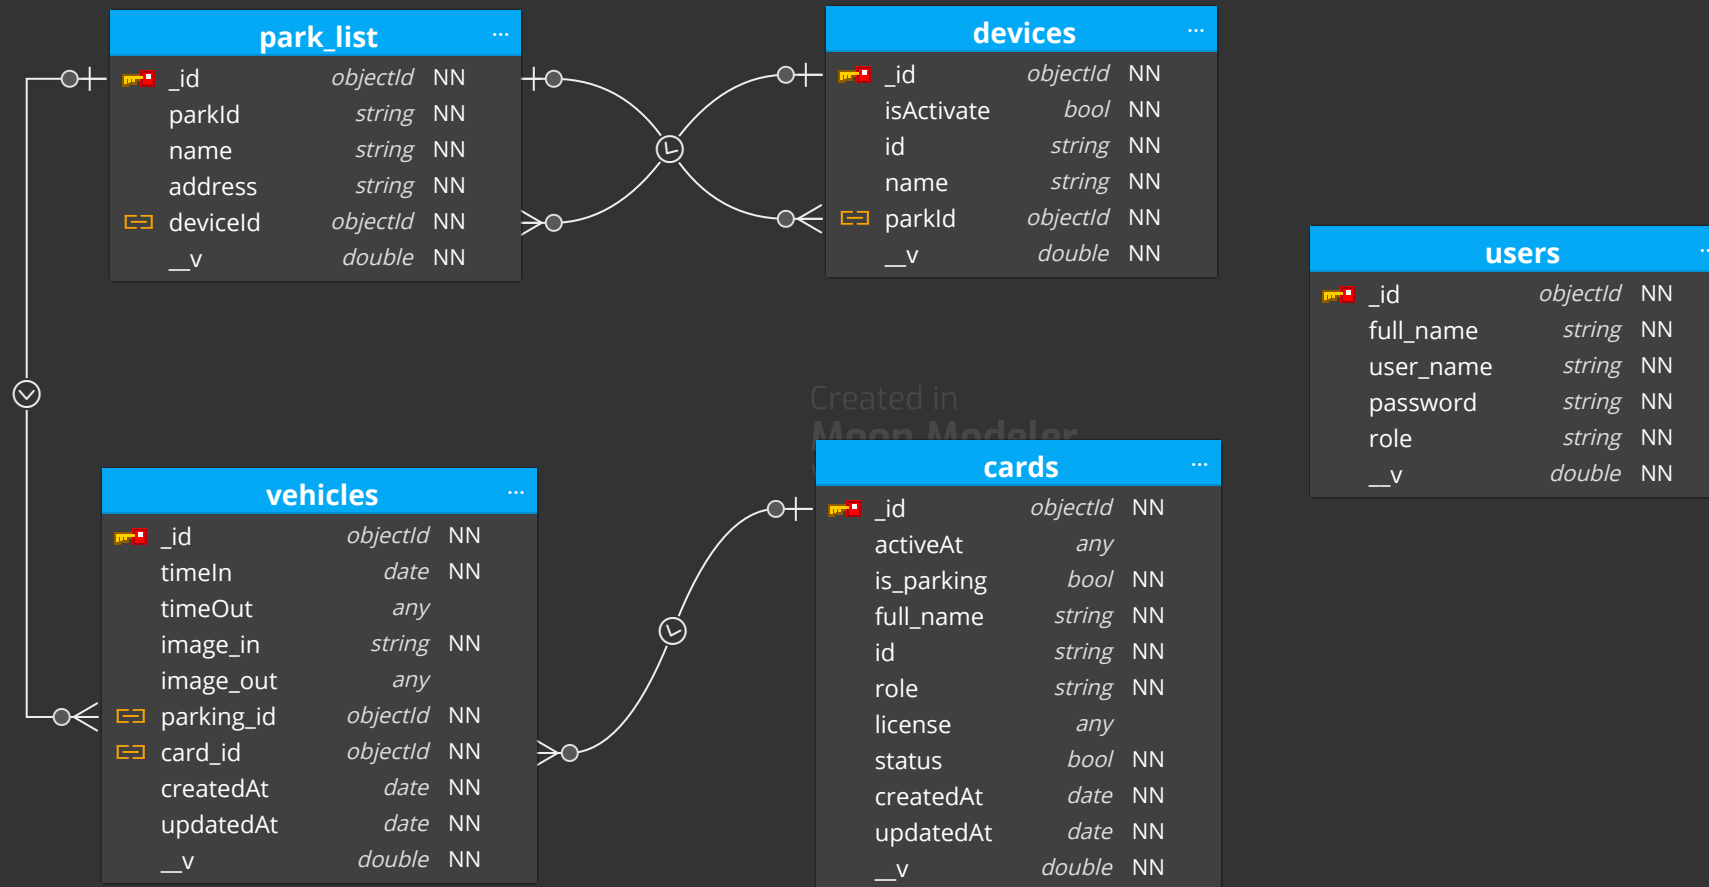 park_list ...
_id objectId NN
parkId string NN
name string NN
address string NN
deviceId objectId NN
__v double NN
devices ...
_id objectId NN
isActivate bool NN
id string NN
name string NN
parkId objectId NN
__v double NN
users
_id objectId NN
full_name string NN
user_name string NN
password string NN
role string NN
__v double NN
Created in
Moon Modeler
vehicles ...
_id objectId NN
timeIn date NN
timeOut any
image_in string NN
image_out any
parking_id objectId NN
card_id objectId NN
createdAt date NN
updatedAt date NN
__v double NN
cards ...
_id objectId NN
activeAt any
is_parking bool NN
full_name string NN
id string NN
role string NN
license any
status bool NN
createdAt date NN
updatedAt date NN
__v double NN